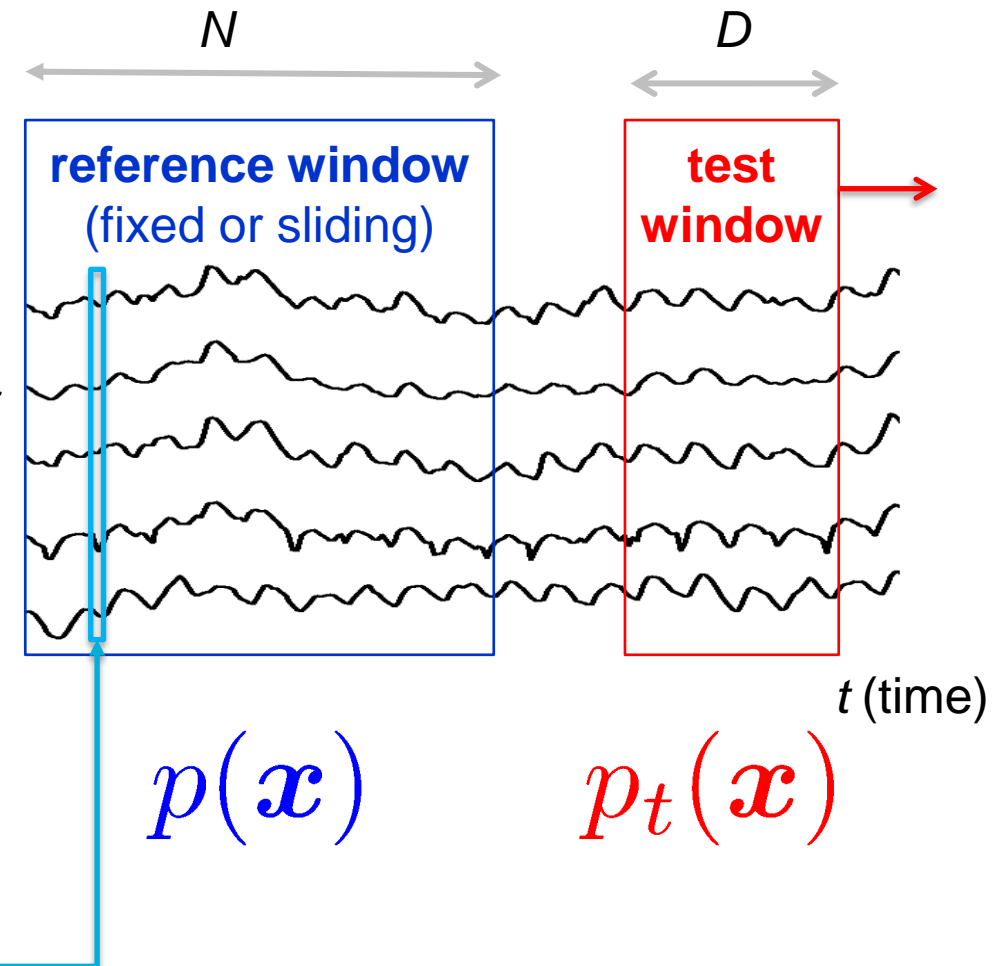 N D
reference window
(fixed or sliding)
test
window
t (time)
p(x) p_t(x)